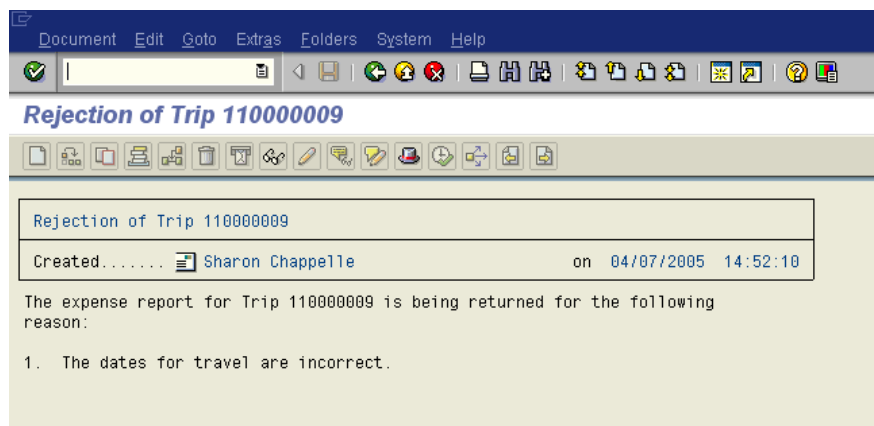 Document Edit Goto Extras Folders System Help
Rejection of Trip 110000009
Rejection of Trip 110000009
Created....... Sharon Chappelle on 04/07/2005 14:52:10
The expense report for Trip 110000009 is being returned for the following
reason:
1. The dates for travel are incorrect.